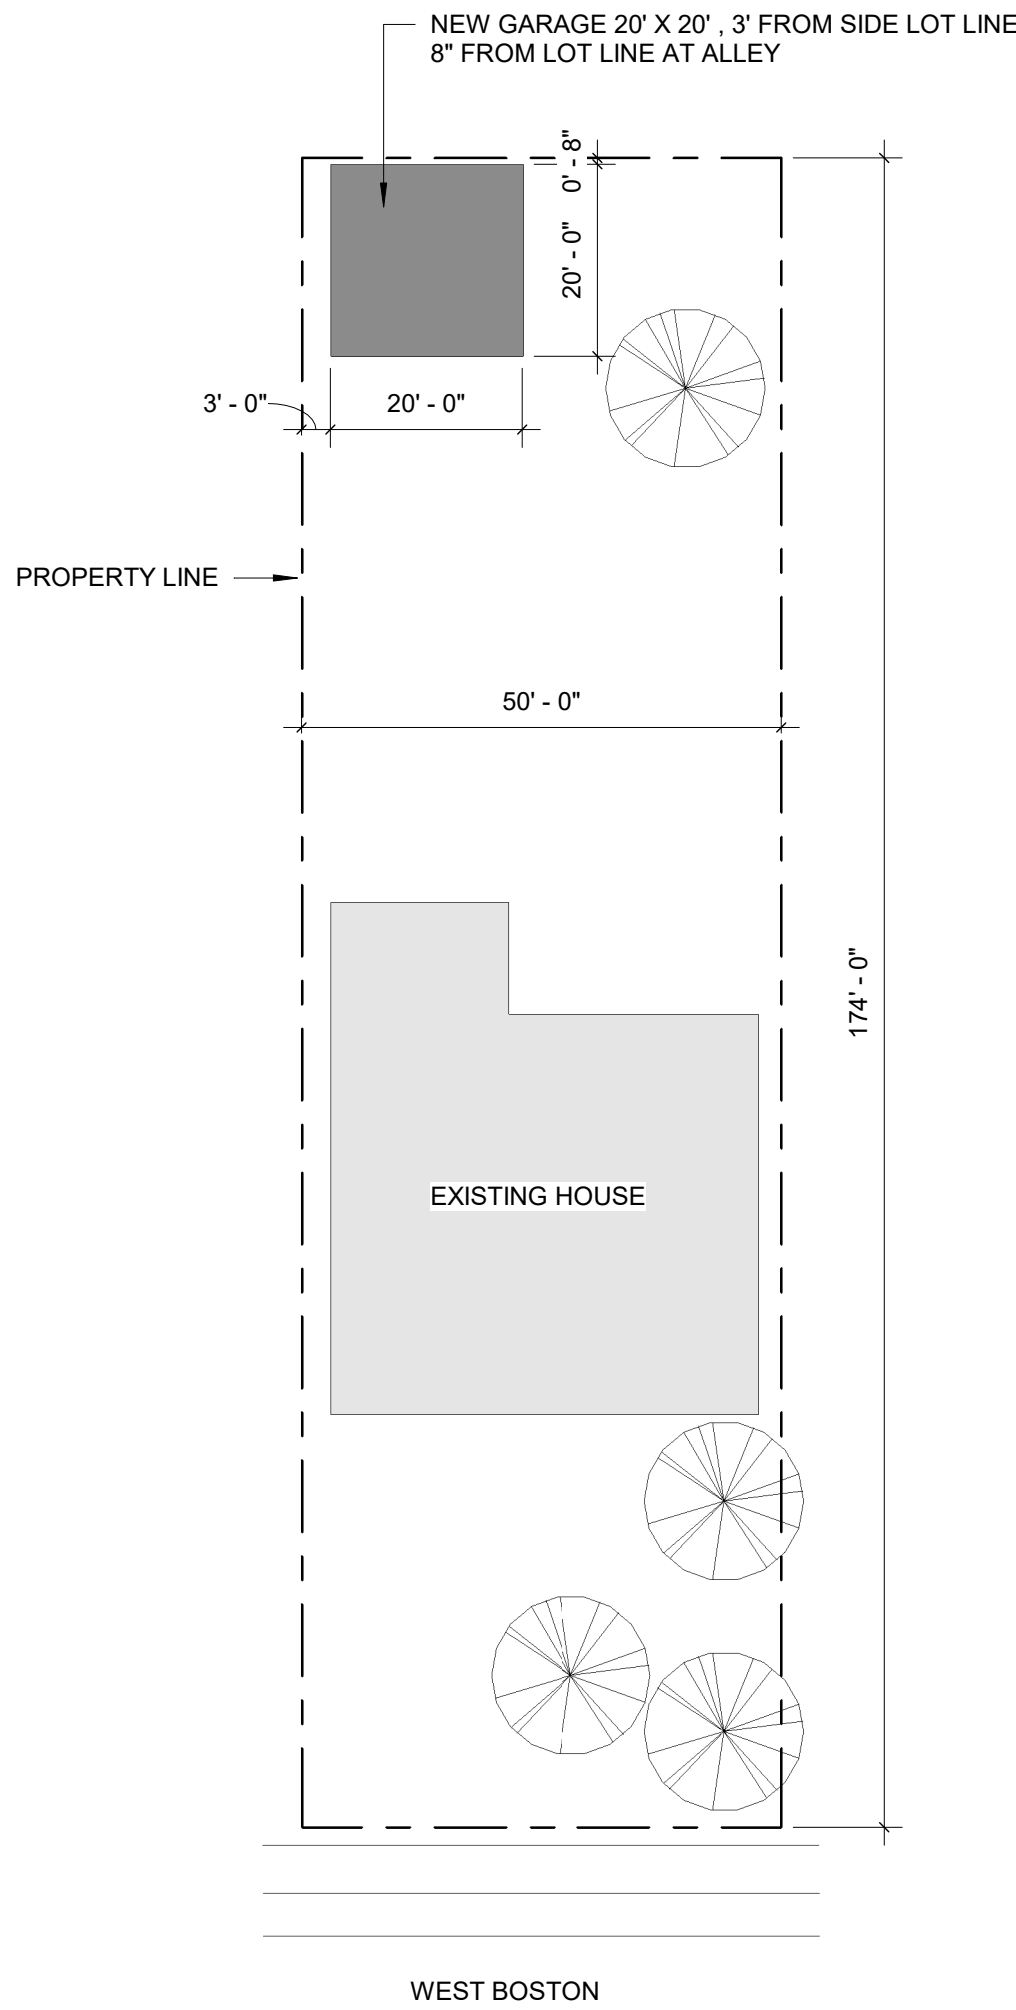 NEW GARAGE 20' X 20' , 3' FROM SIDE LOT LINE
8" FROM LOT LINE AT ALLEY
0' - 8"
20' - 0"
3' - 0"
20' - 0"
PROPERTY LINE
50' - 0"
174' - 0"
EXISTING HOUSE
WEST BOSTON